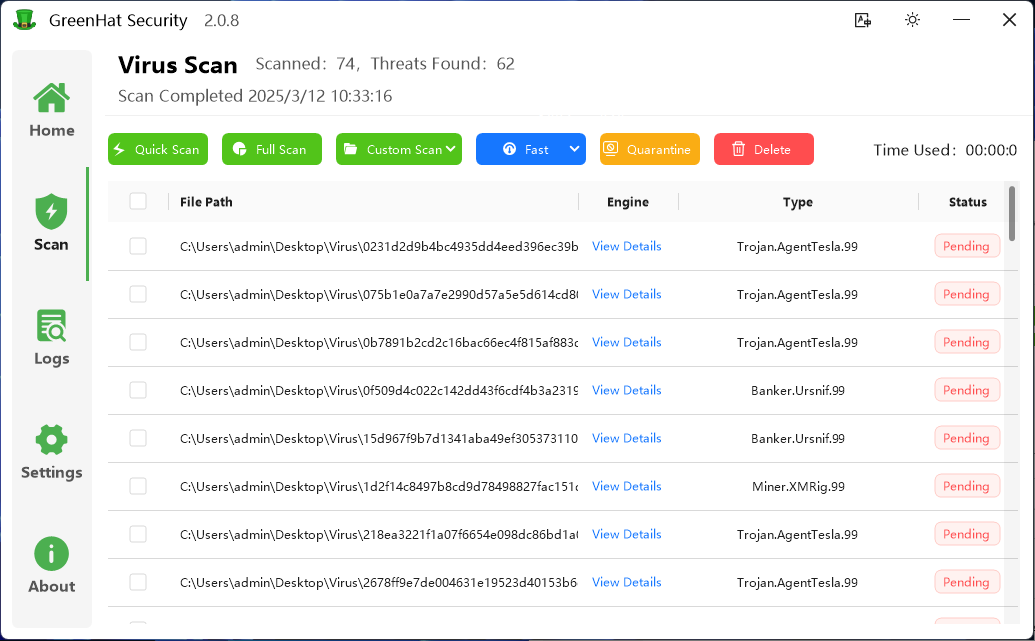 GreenHat Security 2.0.8
Virus Scan Scanned: 74, Threats Found: 62
Scan Completed 2025/3/12 10:33:16
Quick Scan Full Scan Custom Scan Fast Quarantine Delete Time Used: 00:00:0
Home
Scan
Logs
Settings
About
File Path Engine Type Status
C:\Users\admin\Desktop\Virus\0231d2d9b4bc4935dd4eed396ec39b View Details Trojan.AgentTesla.99 Pending
C:\Users\admin\Desktop\Virus\075b1e0a7a7e2990d57a5e5d614cd80 View Details Trojan.AgentTesla.99 Pending
C:\Users\admin\Desktop\Virus\0b7891b2cd2c16bac66ec4f815af883c View Details Trojan.AgentTesla.99 Pending
C:\Users\admin\Desktop\Virus\0f509d4c022c142dd43f6cdf4b3a2319 View Details Banker.Ursnif.99 Pending
C:\Users\admin\Desktop\Virus\15d967f9b7d1341aba49ef305373110 View Details Banker.Ursnif.99 Pending
C:\Users\admin\Desktop\Virus\1d2f14c8497b8cd9d78498827fac151c View Details Miner.XMRig.99 Pending
C:\Users\admin\Desktop\Virus\218ea3221f1a07f6654e098dc86bd1a View Details Trojan.AgentTesla.99 Pending
C:\Users\admin\Desktop\Virus\2678ff9e7de004631e19523d40153b6 View Details Trojan.AgentTesla.99 Pending